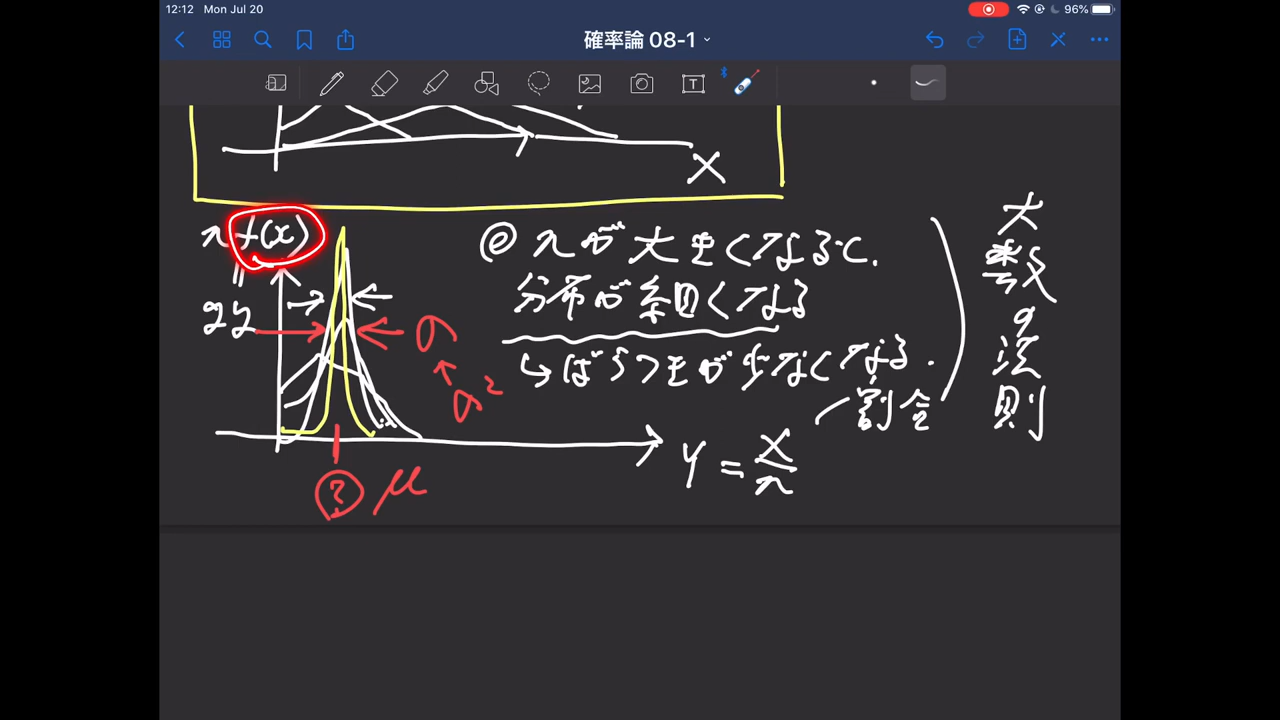 12:12 Mon Jul 20
96%
確率論 08-1
T
X
n f(x)
=
gy
@ nが大きくなると、
分布が細くなる
↳ばらつきが少なくなる.
割合
大数の法則
σ
σ²
y = X/n
? μ